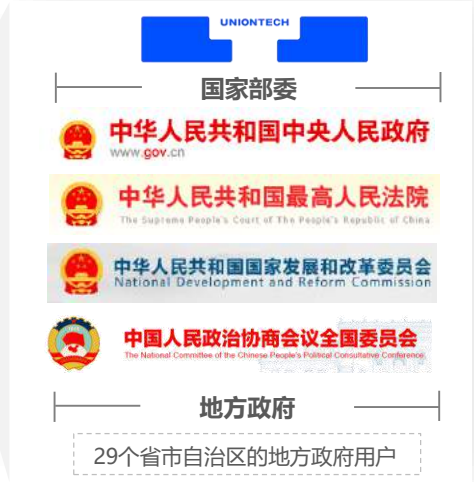 UNIONTECH
国家部委
中华人民共和国中央人民政府
www.gov.cn
中华人民共和国最高人民法院
The Supreme People's Court of The People's Republic of China
中华人民共和国国家发展和改革委员会
National Development and Reform Commission
中国人民政治协商会议全国委员会
The National Committee of the Chinese People's Political Consultative Conference
地方政府
29个省市自治区的地方政府用户